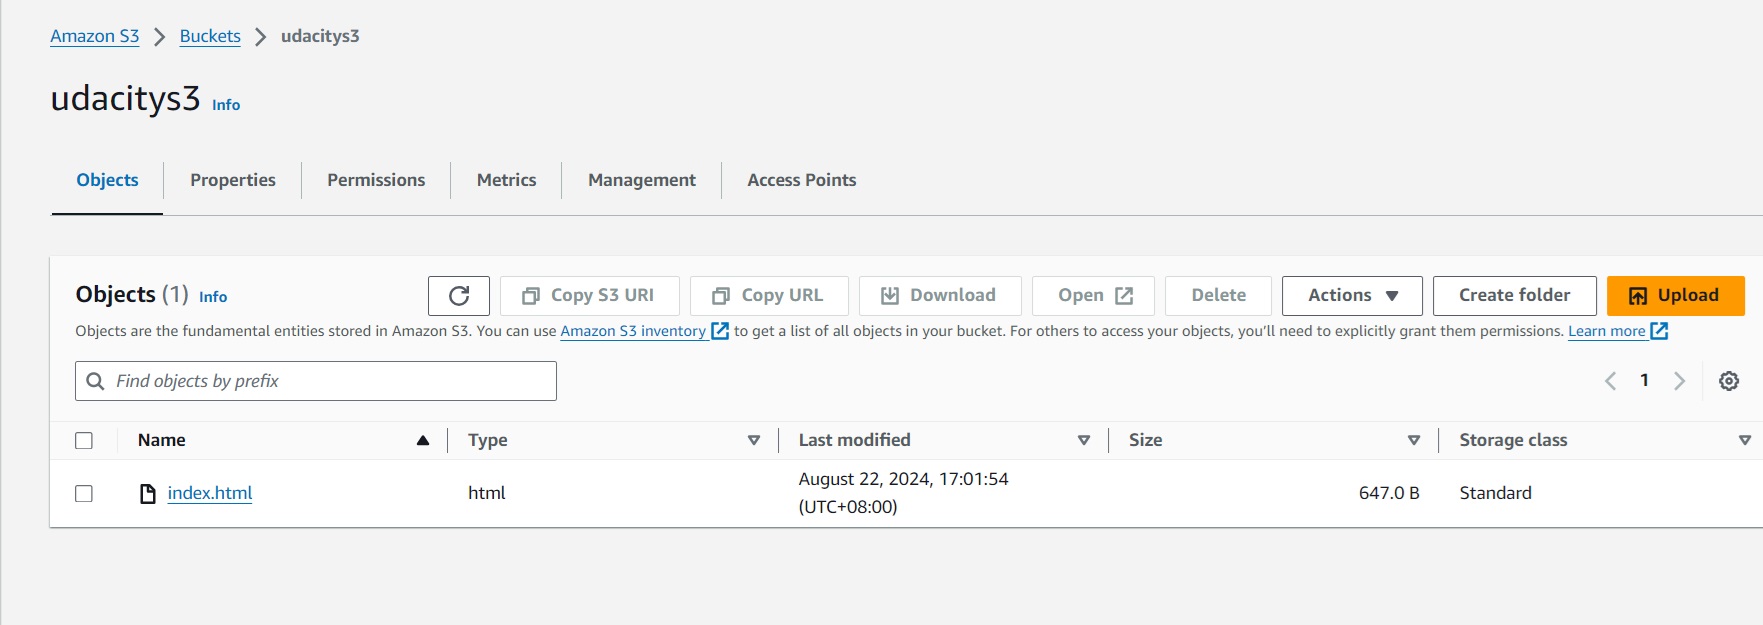 Amazon S3 > Buckets > udacitys3
udacitys3 Info
Objects Properties Permissions Metrics Management Access Points
Objects (1) Info Copy S3 URI Copy URL Download Open Delete Actions Create folder Upload
Objects are the fundamental entities stored in Amazon S3. You can use Amazon S3 inventory to get a list of all objects in your bucket. For others to access your objects, you’ll need to explicitly grant them permissions. Learn more
Find objects by prefix 1
Name Type Last modified Size Storage class
index.html html August 22, 2024, 17:01:54 647.0 B Standard
(UTC+08:00)